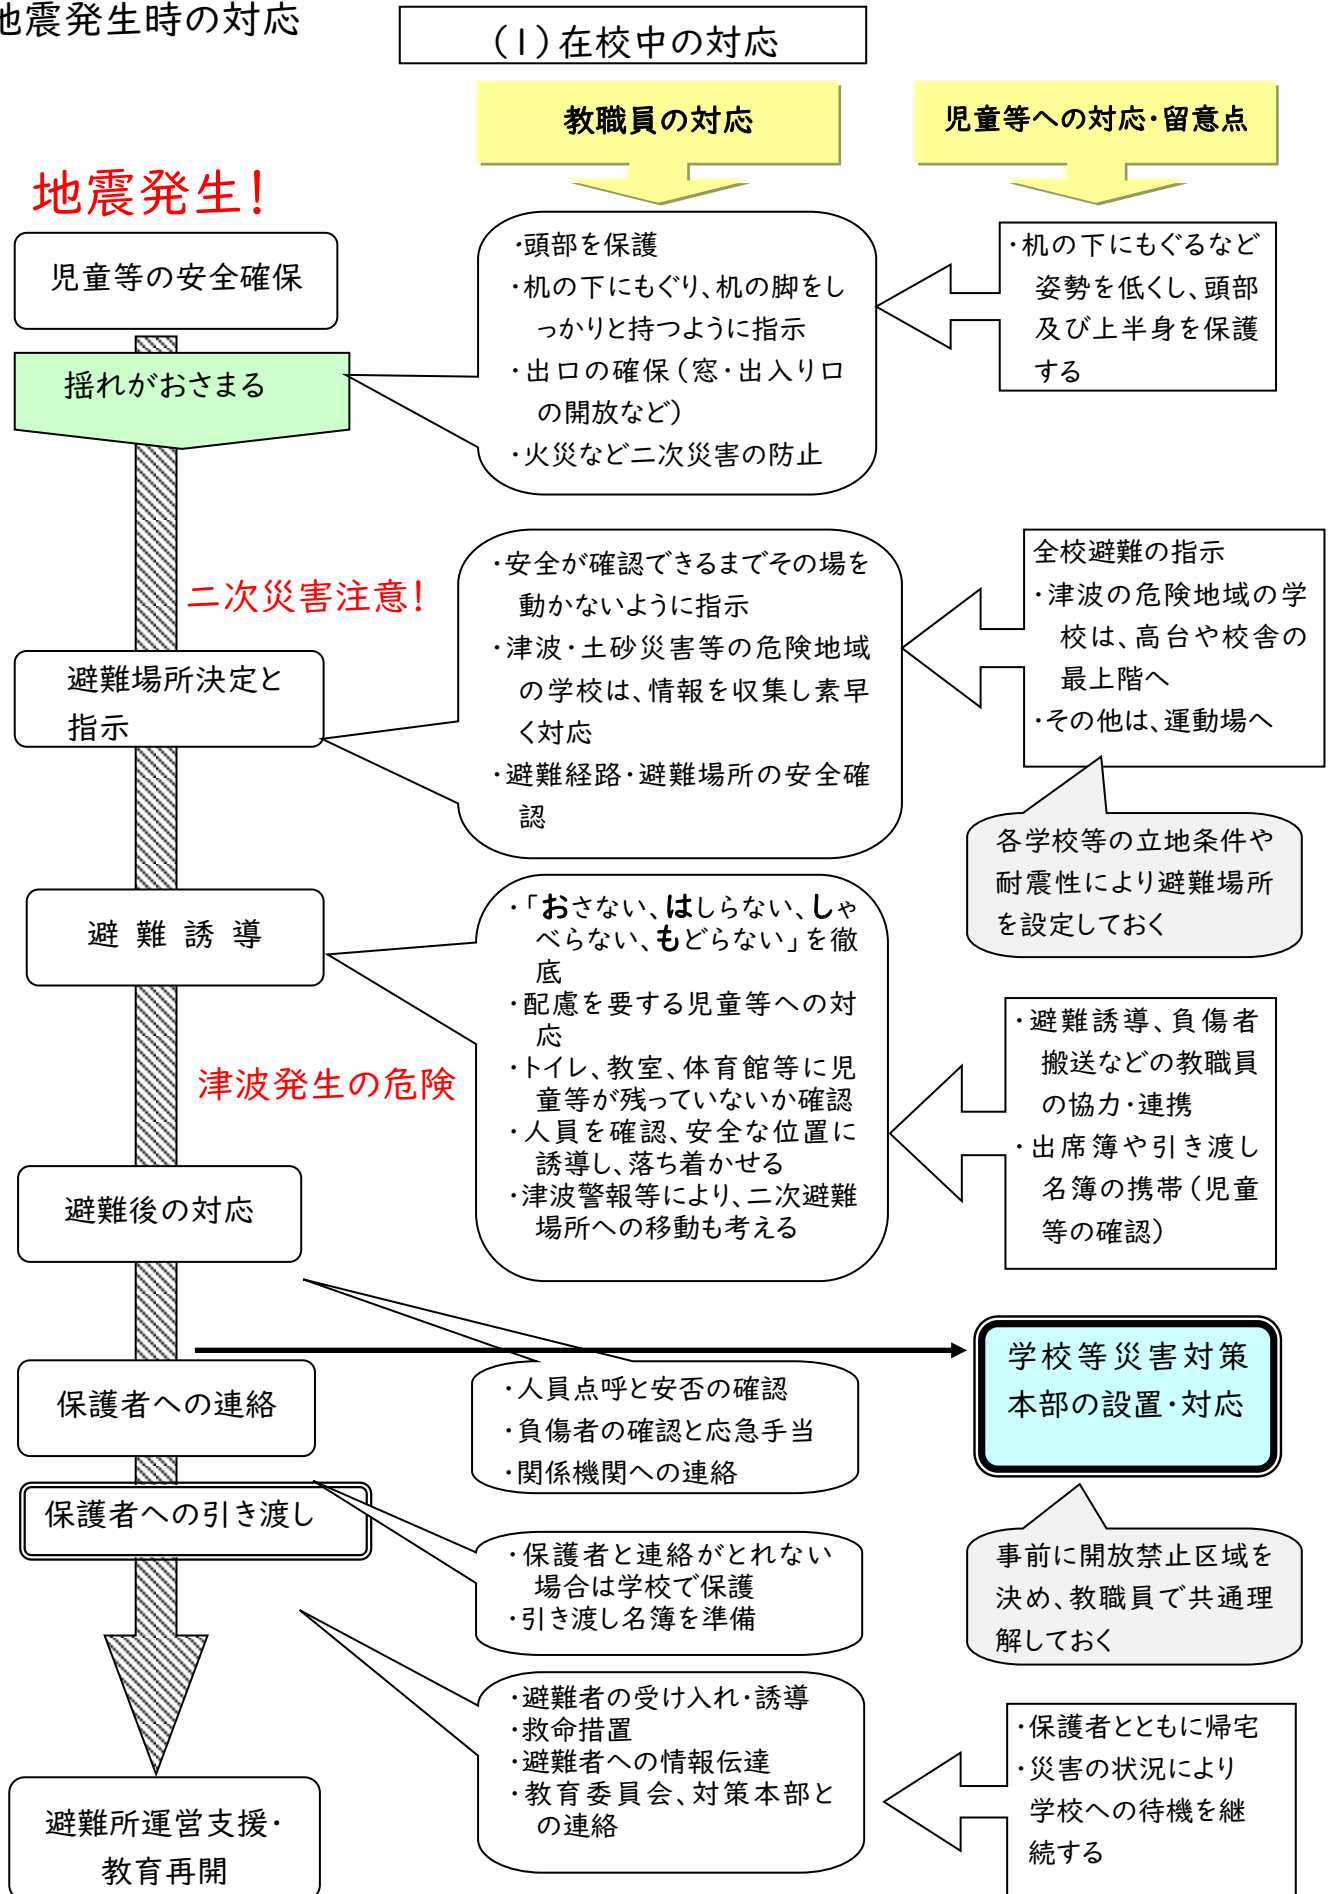 地震発生時の対応
(1)在校中の対応
教職員の対応
児童等への対応・留意点
地震発生!
児童等の安全確保
揺れがおさまる
・頭部を保護
・机の下にもぐり、机の脚をし
っかりと持つように指示
・出口の確保(窓・出入り口
の開放など)
・火災など二次災害の防止
・机の下にもぐるなど
姿勢を低くし、頭部
及び上半身を保護
する
二次災害注意!
避難場所決定と
指示
・安全が確認できるまでその場を
動かないように指示
・津波・土砂災害等の危険地域
の学校は、情報を収集し素早
く対応
・避難経路・避難場所の安全確
認
全校避難の指示
・津波の危険地域の学
校は、高台や校舎の
最上階へ
・その他は、運動場へ
各学校等の立地条件や
耐震性により避難場所
を設定しておく
避難誘導
・「おさない、はしらない、しゃ
べらない、もどらない」を徹
底
・配慮を要する児童等への対
応
・トイレ、教室、体育館等に児
童等が残っていないか確認
・人員を確認、安全な位置に
誘導し、落ち着かせる
・津波警報等により、二次避難
場所への移動も考える
・避難誘導、負傷者
搬送などの教職員
の協力・連携
・出席簿や引き渡し
名簿の携帯(児童
等の確認)
津波発生の危険
避難後の対応
・人員点呼と安否の確認
・負傷者の確認と応急手当
・関係機関への連絡
学校等災害対策
本部の設置・対応
保護者への連絡
保護者への引き渡し
・保護者と連絡がとれない
場合は学校で保護
・引き渡し名簿を準備
事前に開放禁止区域を
決め、教職員で共通理
解しておく
・避難者の受け入れ・誘導
・救命措置
・避難者への情報伝達
・教育委員会、対策本部と
の連絡
・保護者とともに帰宅
・災害の状況により
学校への待機を継
続する
避難所運営支援・
教育再開